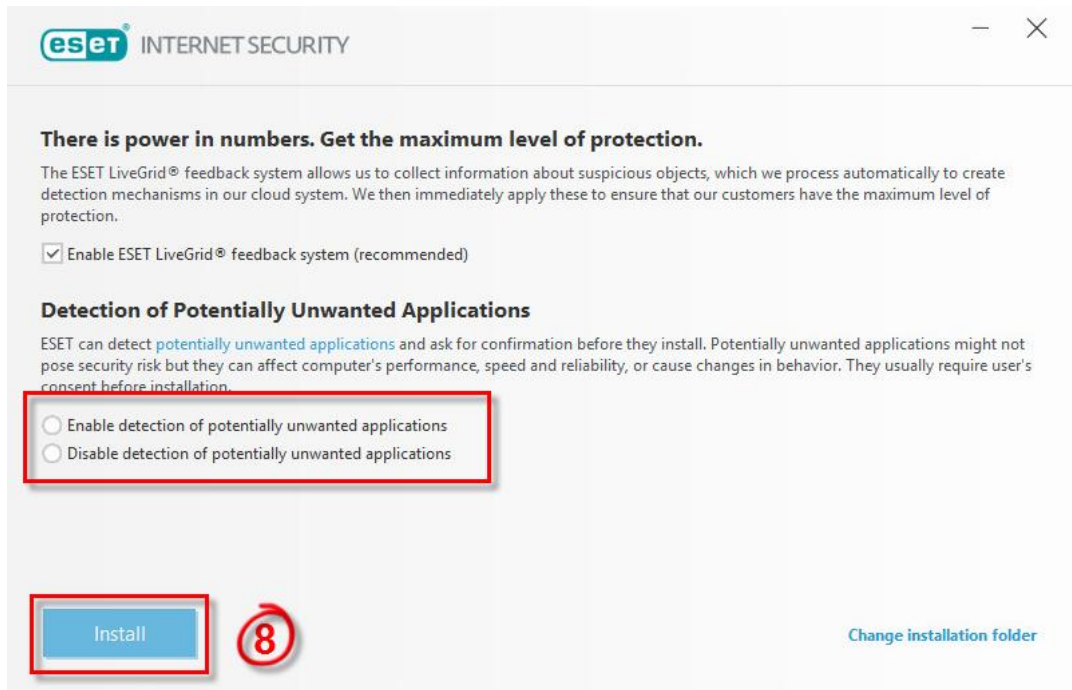 eset® INTERNET SECURITY
There is power in numbers. Get the maximum level of protection.
The ESET LiveGrid® feedback system allows us to collect information about suspicious objects, which we process automatically to create
detection mechanisms in our cloud system. We then immediately apply these to ensure that our customers have the maximum level of
protection.
Enable ESET LiveGrid® feedback system (recommended)
Detection of Potentially Unwanted Applications
ESET can detect potentially unwanted applications and ask for confirmation before they install. Potentially unwanted applications might not
pose security risk but they can affect computer's performance, speed and reliability, or cause changes in behavior. They usually require user's
consent before installation.
Enable detection of potentially unwanted applications
Disable detection of potentially unwanted applications
Install
8
Change installation folder